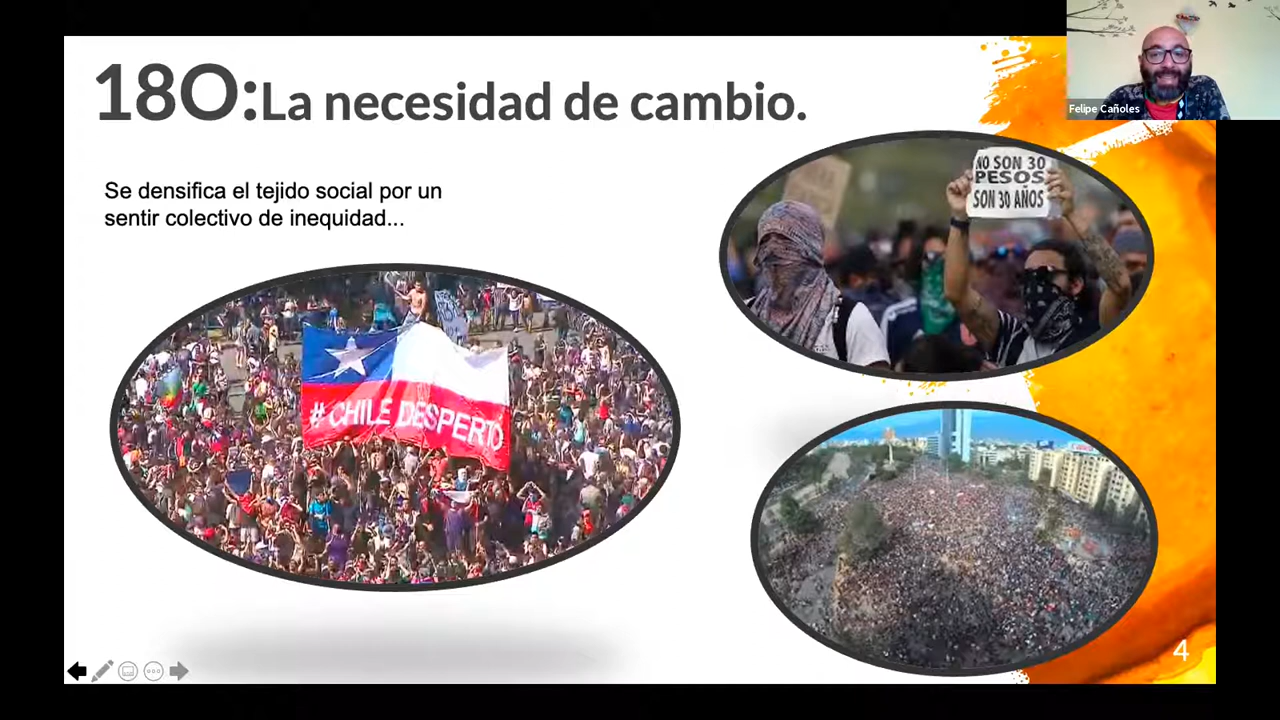 18O:La necesidad de cambio.
Felipe Cañoles
Se densifica el tejido social por un
sentir colectivo de inequidad...
NO SON 30
PESOS
SON 30 AÑOS
# CHILE DESPERTÓ
4